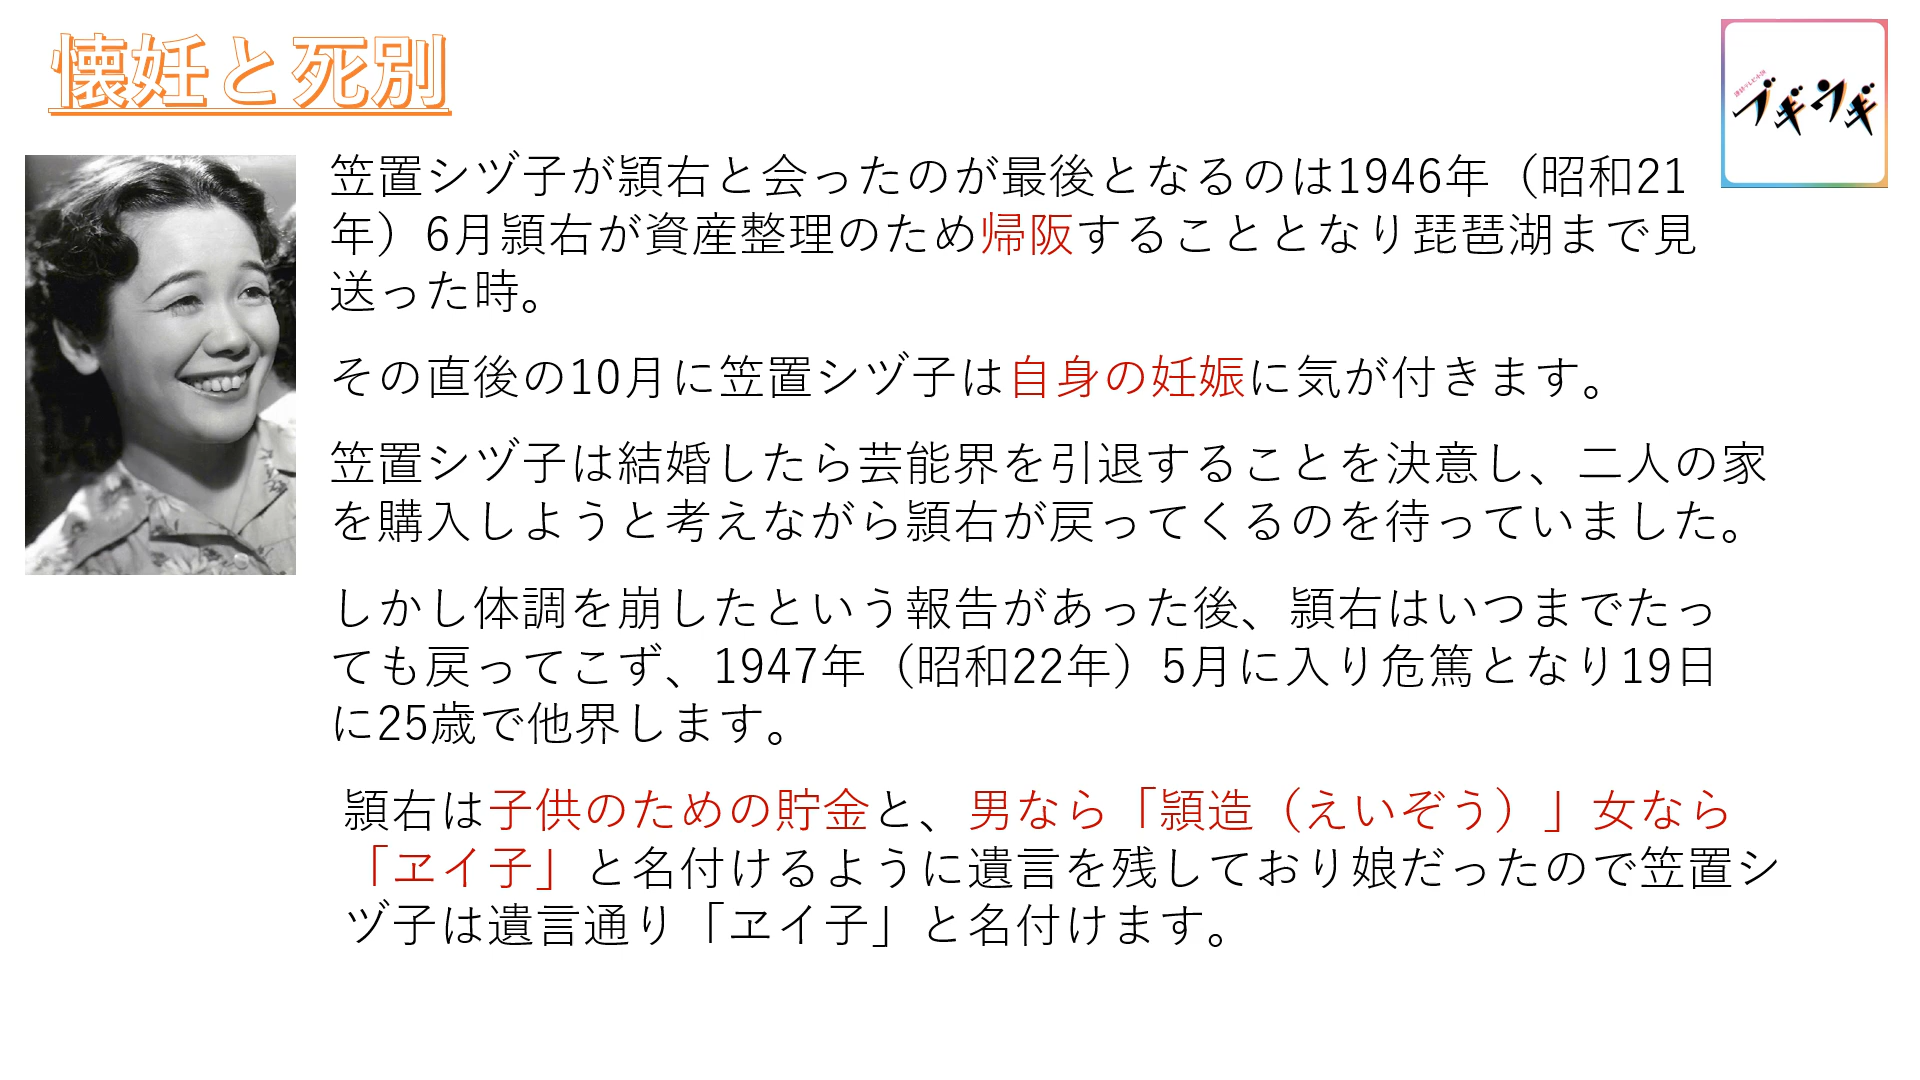 懐妊と死別
ブギウギ
笠置シヅ子が頴右と会ったのが最後となるのは1946年（昭和21
年）6月頴右が資産整理のため帰阪することとなり琵琶湖まで見
送った時。
その直後の10月に笠置シヅ子は自身の妊娠に気が付きます。
笠置シヅ子は結婚したら芸能界を引退することを決意し、二人の家
を購入しようと考えながら頴右が戻ってくるのを待っていました。
しかし体調を崩したという報告があった後、頴右はいつまでたっ
ても戻ってこず、1947年（昭和22年）5月に入り危篤となり19日
に25歳で他界します。
頴右は子供のための貯金と、男なら「頴造（えいぞう）」女なら
「ヱイ子」と名付けるように遺言を残しており娘だったので笠置シ
ヅ子は遺言通り「ヱイ子」と名付けます。